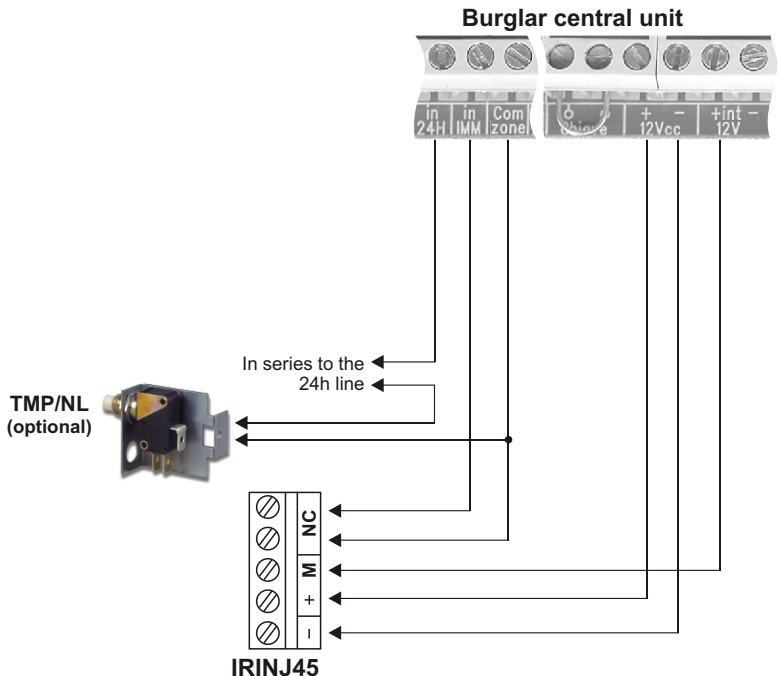 Burglar central unit
in in Com + - +int -
24H IMM zone Chiave 12Vcc 12V
In series to the
24h line
TMP/NL
(optional)
NC
M
+
–
IRINJ45